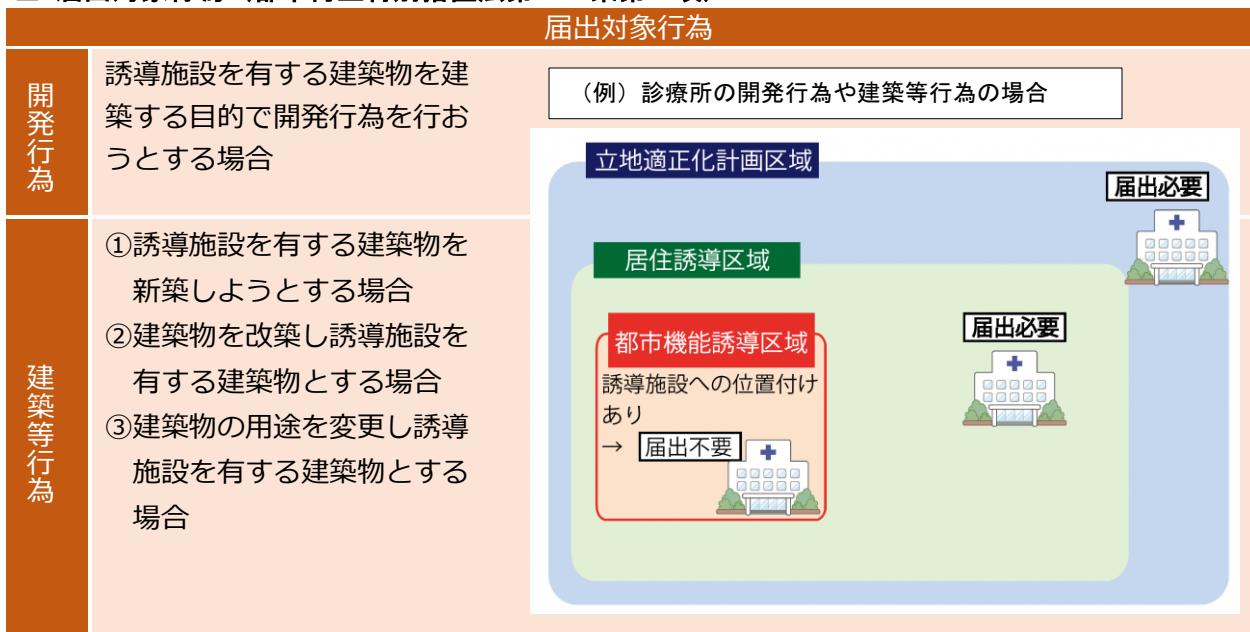 届出対象行為
開発行為
誘導施設を有する建築物を建
築する目的で開発行為を行お
うとする場合
建築等行為
①誘導施設を有する建築物を
新築しようとする場合
②建築物を改築し誘導施設を
有する建築物とする場合
③建築物の用途を変更し誘導
施設を有する建築物とする
場合
（例）診療所の開発行為や建築等行為の場合
立地適正化計画区域
届出必要
居住誘導区域
届出必要
都市機能誘導区域
誘導施設への位置付け
あり
→ 届出不要